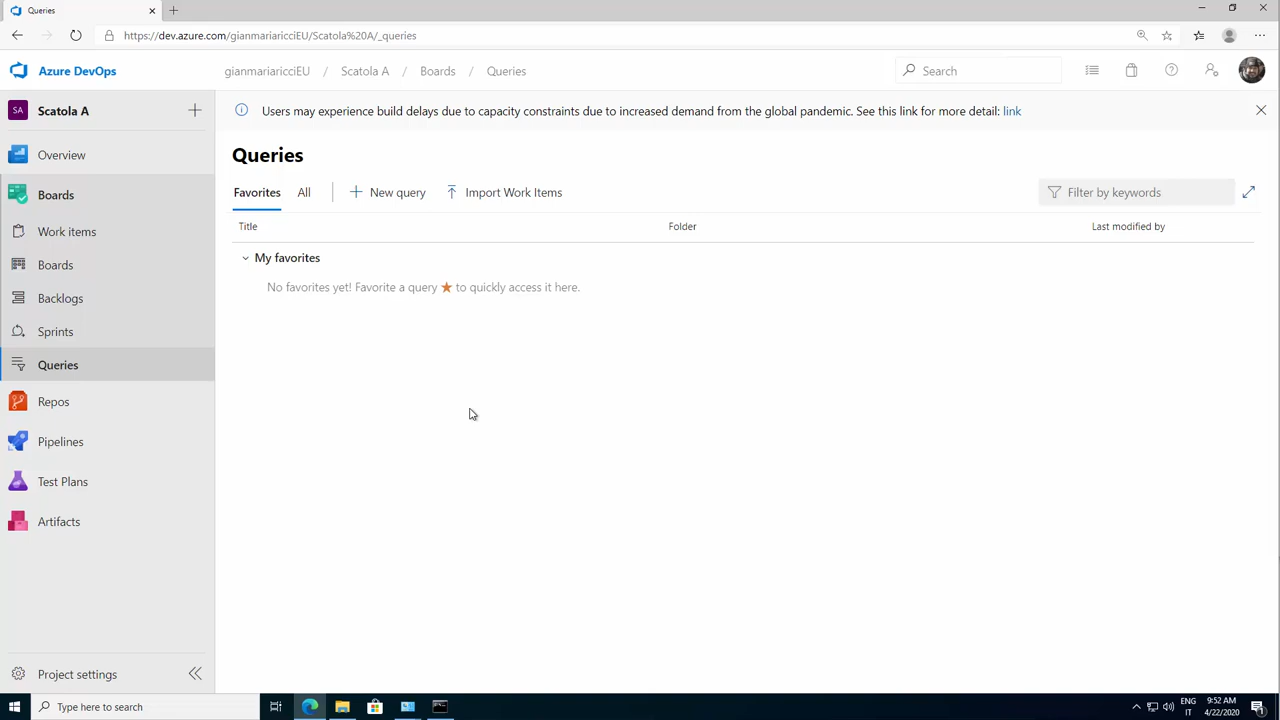 Queries
https://dev.azure.com/gianmariaricciEU/Scatola%20A/_queries
Azure DevOps
gianmariaricciEU / Scatola A / Boards / Queries
Search
SA Scatola A
Users may experience build delays due to capacity constraints due to increased demand from the global pandemic. See this link for more detail: link
Overview
Boards
Work items
Boards
Backlogs
Sprints
Queries
Repos
Pipelines
Test Plans
Artifacts
Project settings
Queries
Favorites All New query Import Work Items Filter by keywords
Title Folder Last modified by
My favorites
No favorites yet! Favorite a query ★ to quickly access it here.
Type here to search
ENG
IT
9:52 AM
4/22/2020
1